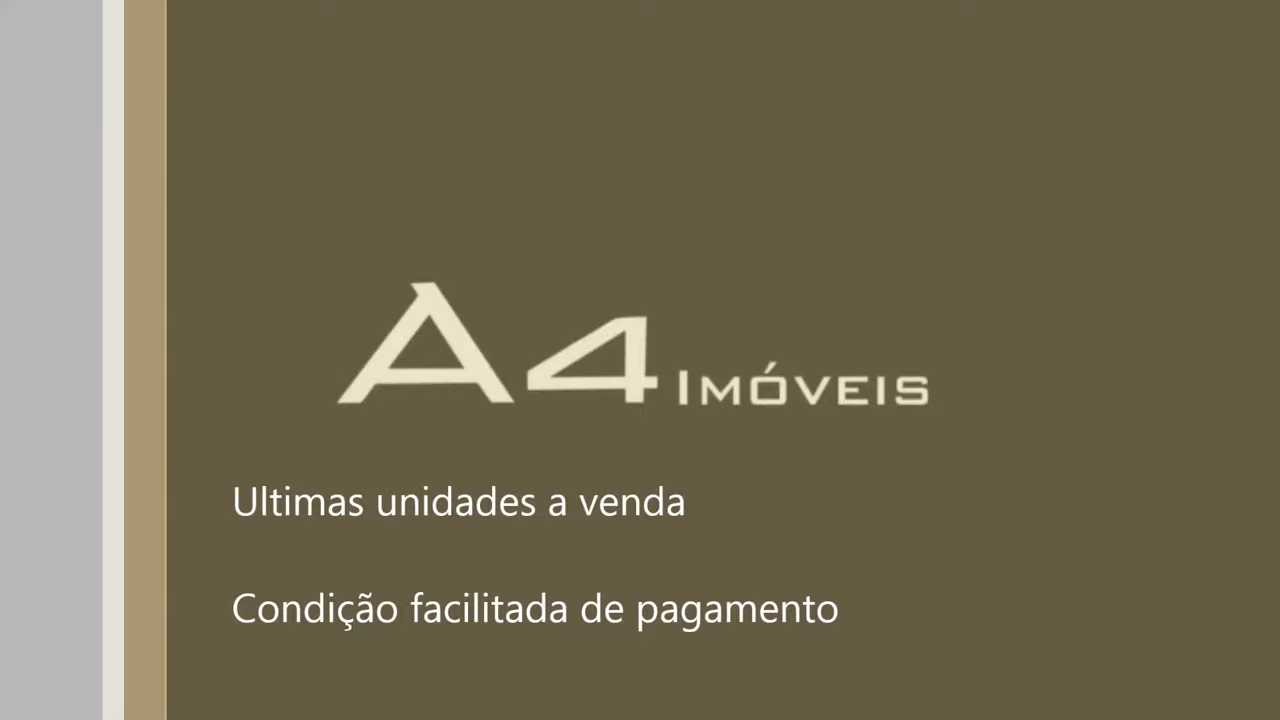 A4 Imóveis
Ultimas unidades a venda
Condição facilitada de pagamento